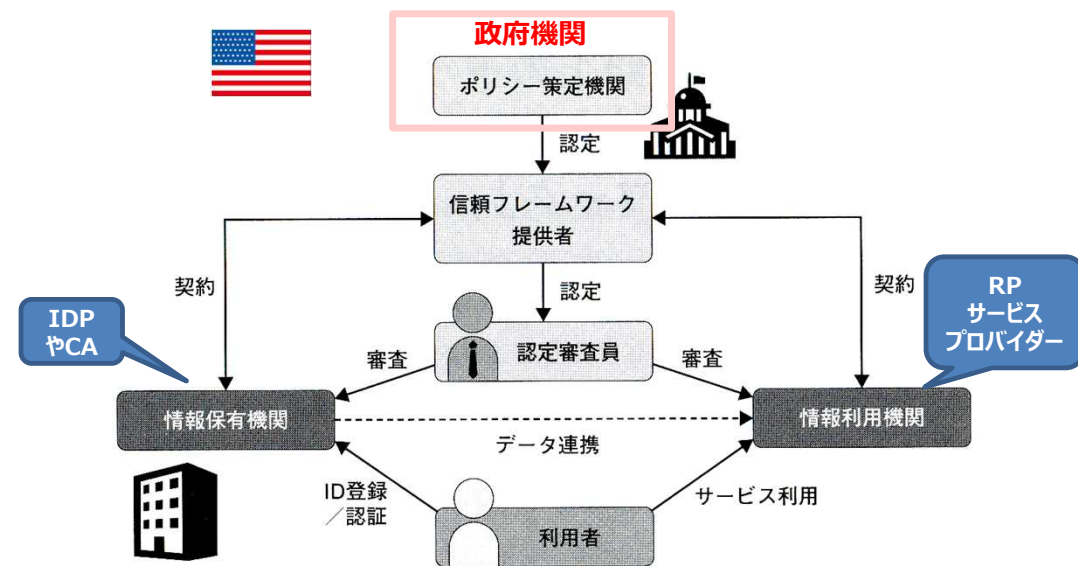 政府機関
ポリシー策定機関
認定
信頼フレームワーク
提供者
契約
認定
契約
IDP
やCA
RP
サービス
プロバイダー
認定審査員
審査
審査
情報保有機関
情報利用機関
データ連携
ID登録
／認証
サービス利用
利用者